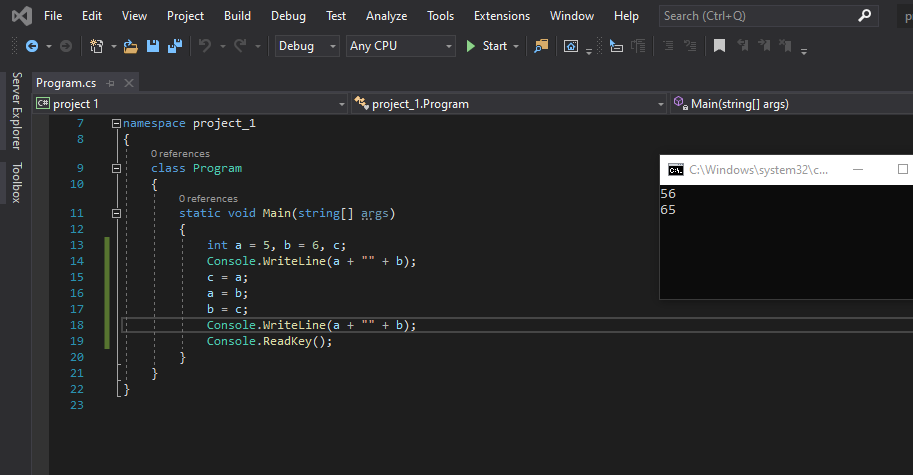 File Edit View Project Build Debug Test Analyze Tools Extensions Window Help Search (Ctrl+Q)
Debug Any CPU Start
Server Explorer
Toolbox
Program.cs
C# project 1 project_1.Program Main(string[] args)
7 namespace project_1
8 {
0 references
9 class Program
10 {
0 references
11 static void Main(string[] args)
12 {
13 int a = 5, b = 6, c;
14 Console.WriteLine(a + "" + b);
15 c = a;
16 a = b;
17 b = c;
18 Console.WriteLine(a + "" + b);
19 Console.ReadKey();
20 }
21 }
22 }
23
C:\Windows\system32\c...
56
65